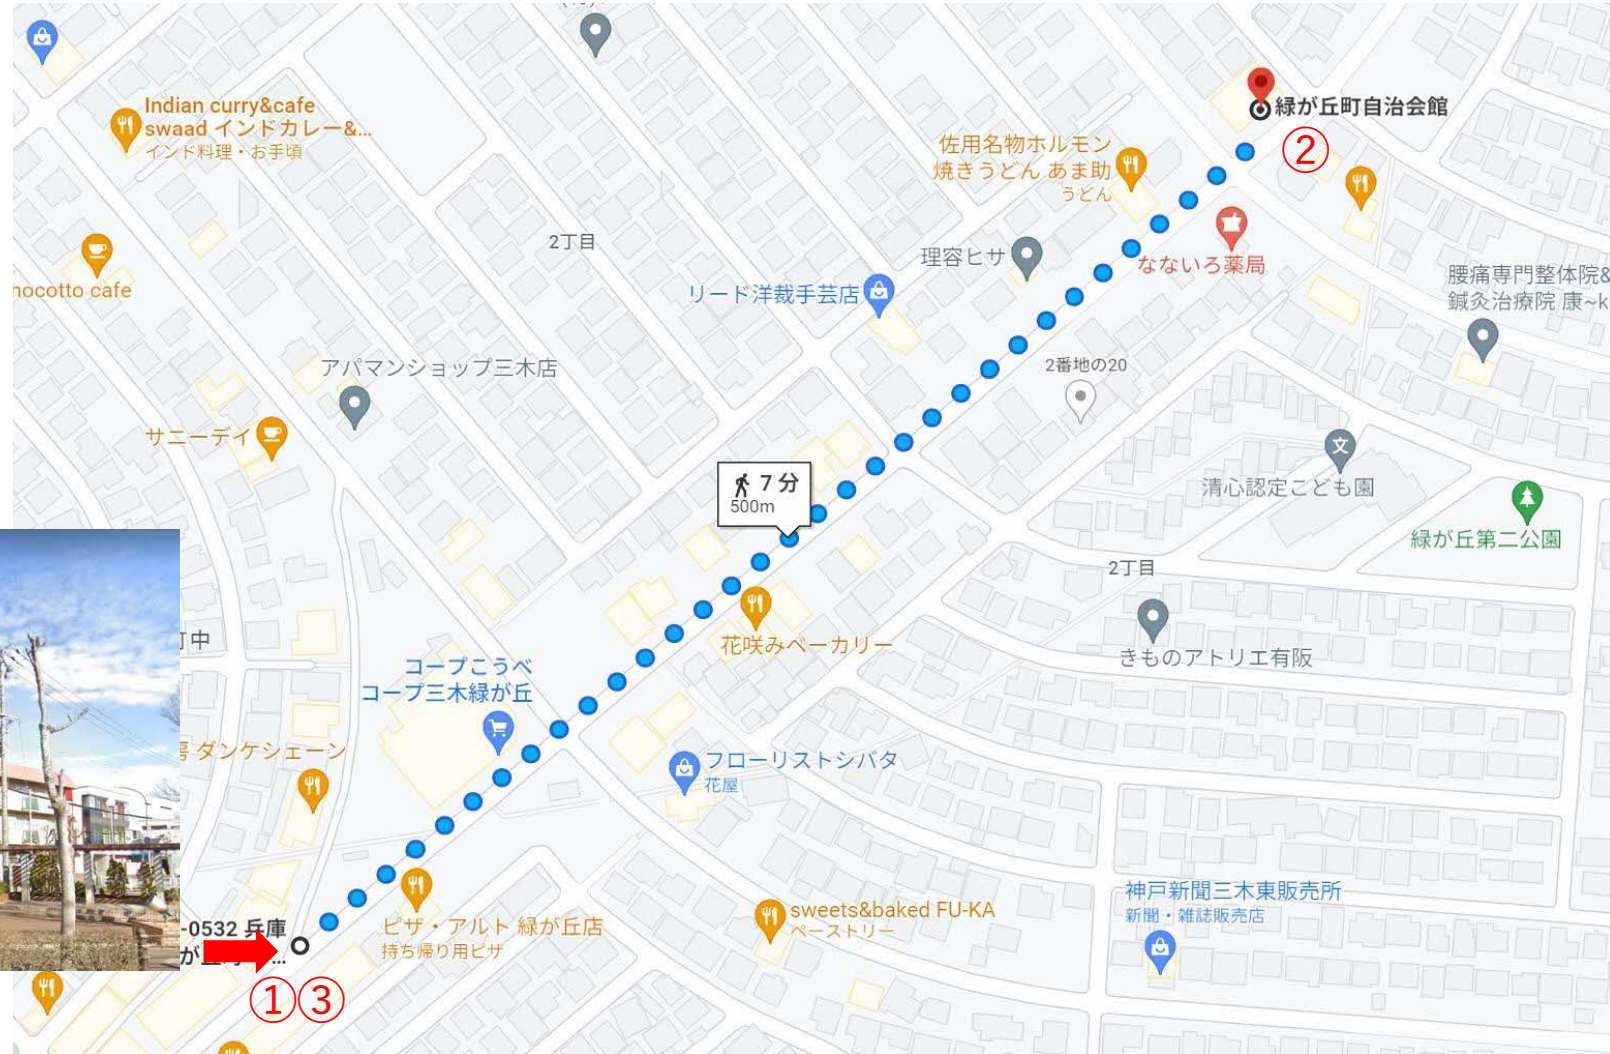 Indian curry&cafe
swaad インドカレー&...
インド料理・お手頃
緑が丘町自治会館
②
佐用名物ホルモン
焼きうどん あま助
うどん
2丁目
理容ヒサ
なないろ薬局
nocotto cafe
リード洋裁手芸店
腰痛専門整体院&
鍼灸治療院 康~k
アパマンショップ三木店
2番地の20
サニーデイ
7 分
500m
文
清心認定こども園
緑が丘第二公園
2丁目
町中
花咲みベーカリー
きものアトリエ有阪
コープこうべ
コープ三木緑が丘
ダンケシェーン
フローリストシバタ
花屋
神戸新聞三木東販売所
新聞・雑誌販売店
sweets&baked FU-KA
ペーストリー
ピザ・アルト 緑が丘店
持ち帰り用ピザ
-0532 兵庫
が
...
①③